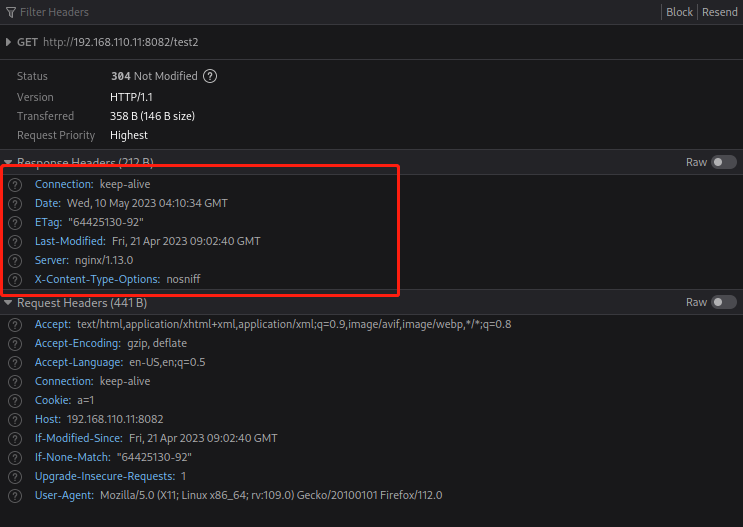 Filter Headers
Block
Resend
GET http://192.168.110.11:8082/test2
Status 304 Not Modified ?
Version HTTP/1.1
Transferred 358 B (146 B size)
Request Priority Highest
Response Headers (212 B)
Raw
? Connection: keep-alive
? Date: Wed, 10 May 2023 04:10:34 GMT
? ETag: "64425130-92"
? Last-Modified: Fri, 21 Apr 2023 09:02:40 GMT
? Server: nginx/1.13.0
? X-Content-Type-Options: nosniff
Request Headers (441 B)
Raw
? Accept: text/html,application/xhtml+xml,application/xml;q=0.9,image/avif,image/webp,*/*;q=0.8
? Accept-Encoding: gzip, deflate
? Accept-Language: en-US,en;q=0.5
? Connection: keep-alive
? Cookie: a=1
? Host: 192.168.110.11:8082
? If-Modified-Since: Fri, 21 Apr 2023 09:02:40 GMT
? If-None-Match: "64425130-92"
? Upgrade-Insecure-Requests: 1
? User-Agent: Mozilla/5.0 (X11; Linux x86_64; rv:109.0) Gecko/20100101 Firefox/112.0